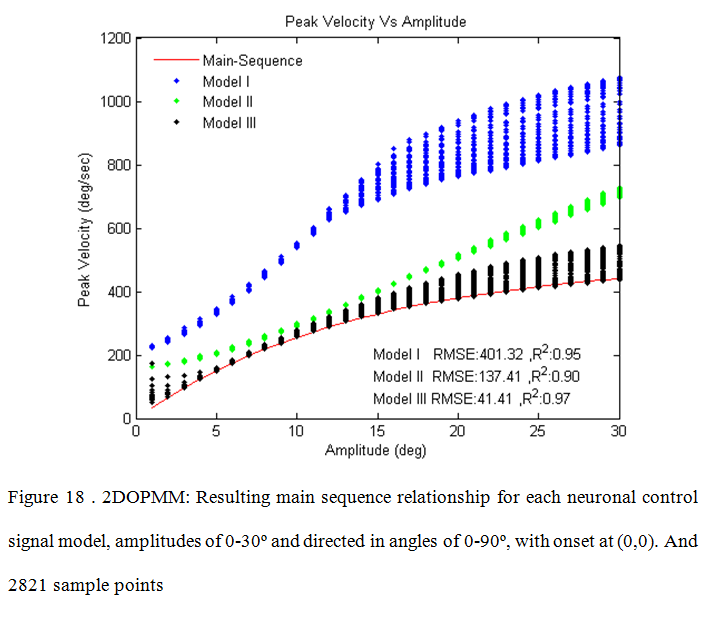 Peak Velocity Vs Amplitude
1200
1000
800
600
400
200
0
Peak Velocity (deg/sec)
Main-Sequence
Model I
Model II
Model III
Model I RMSE:401.32 ,R²:0.95
Model II RMSE:137.41 ,R²:0.90
Model III RMSE:41.41 ,R²:0.97
0 5 10 15 20 25 30
Amplitude (deg)
Figure 18 . 2DOPMM: Resulting main sequence relationship for each neuronal control
signal model, amplitudes of 0-30º and directed in angles of 0-90º, with onset at (0,0). And
2821 sample points